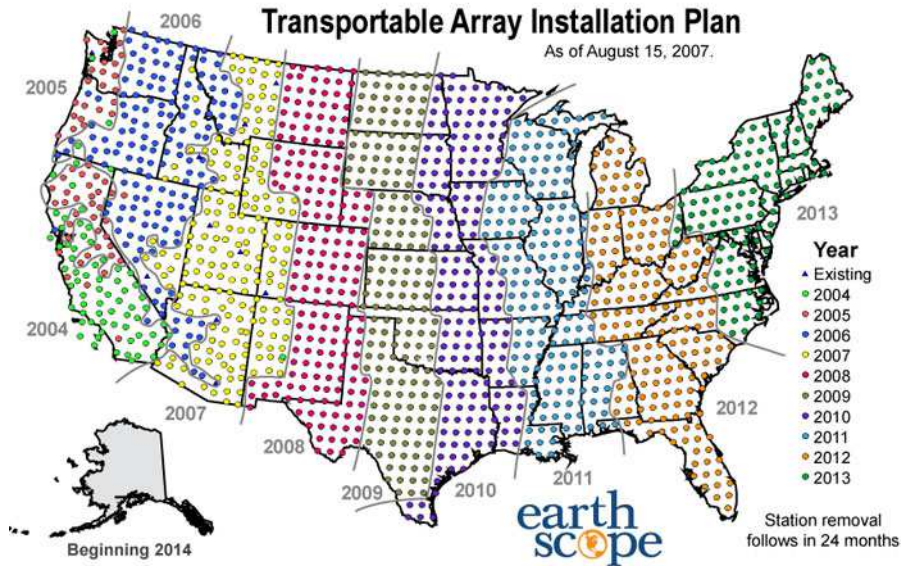 Transportable Array Installation Plan
As of August 15, 2007.
2006
2005
2004
2007
2008
2009
2010
2011
2012
2013
Year
Existing
2004
2005
2006
2007
2008
2009
2010
2011
2012
2013
Beginning 2014
earth
scope
Station removal
follows in 24 months